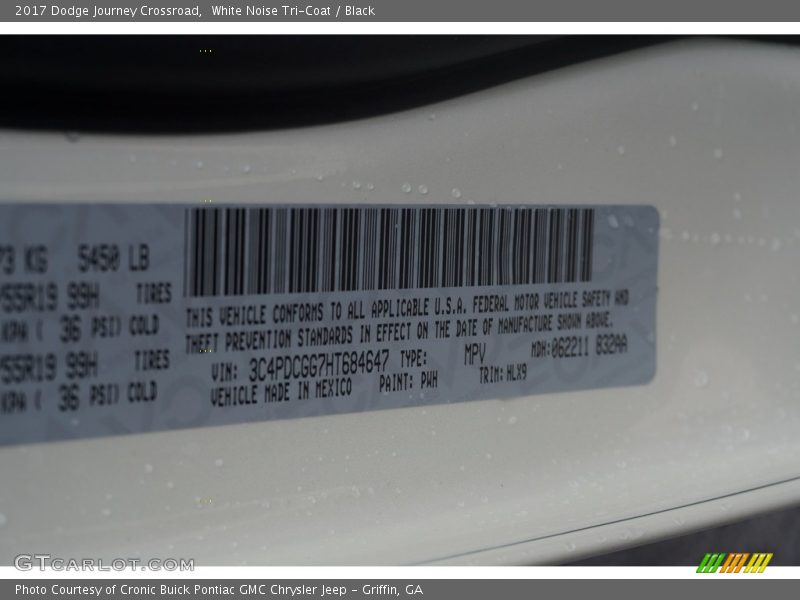 2017 Dodge Journey Crossroad, White Noise Tri-Coat / Black
73 KG 5450 LB
55R19 99H TIRES
KPA ( 36 PSI) COLD
55R19 99H TIRES
KPA ( 36 PSI) COLD
THIS VEHICLE CONFORMS TO ALL APPLICABLE U.S.A. FEDERAL MOTOR VEHICLE SAFETY AND
THEFT PREVENTION STANDARDS IN EFFECT ON THE DATE OF MANUFACTURE SHOWN ABOVE.
VIN: 3C4PDCGG7HT684647 TYPE: MPV MDH:062211 832AA
VEHICLE MADE IN MEXICO PAINT: PWH TRIM:HLX9
GTcarlot.com
Photo Courtesy of Cronic Buick Pontiac GMC Chrysler Jeep - Griffin, GA